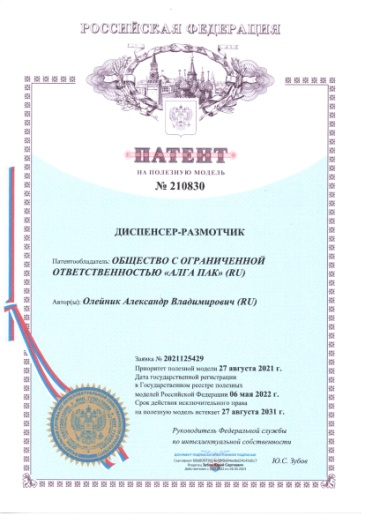 РОССИЙСКАЯ ФЕДЕРАЦИЯ
ПАТЕНТ
НА ПОЛЕЗНУЮ МОДЕЛЬ
№ 210830
ДИСПЕНСЕР-РАЗМОТЧИК
Патентообладатель: ОБЩЕСТВО С ОГРАНИЧЕННОЙ
ОТВЕТСТВЕННОСТЬЮ «АЛГА ПАК» (RU)
Автор(ы): Олейник Александр Владимирович (RU)
Заявка № 2021125429
Приоритет полезной модели 27 августа 2021 г.
Дата государственной регистрации
в Государственном реестре полезных
моделей Российской Федерации 06 мая 2022 г.
Срок действия исключительного права
на полезную модель истекает 27 августа 2031 г.
Руководитель Федеральной службы
по интеллектуальной собственности
Ю.С. Зубов